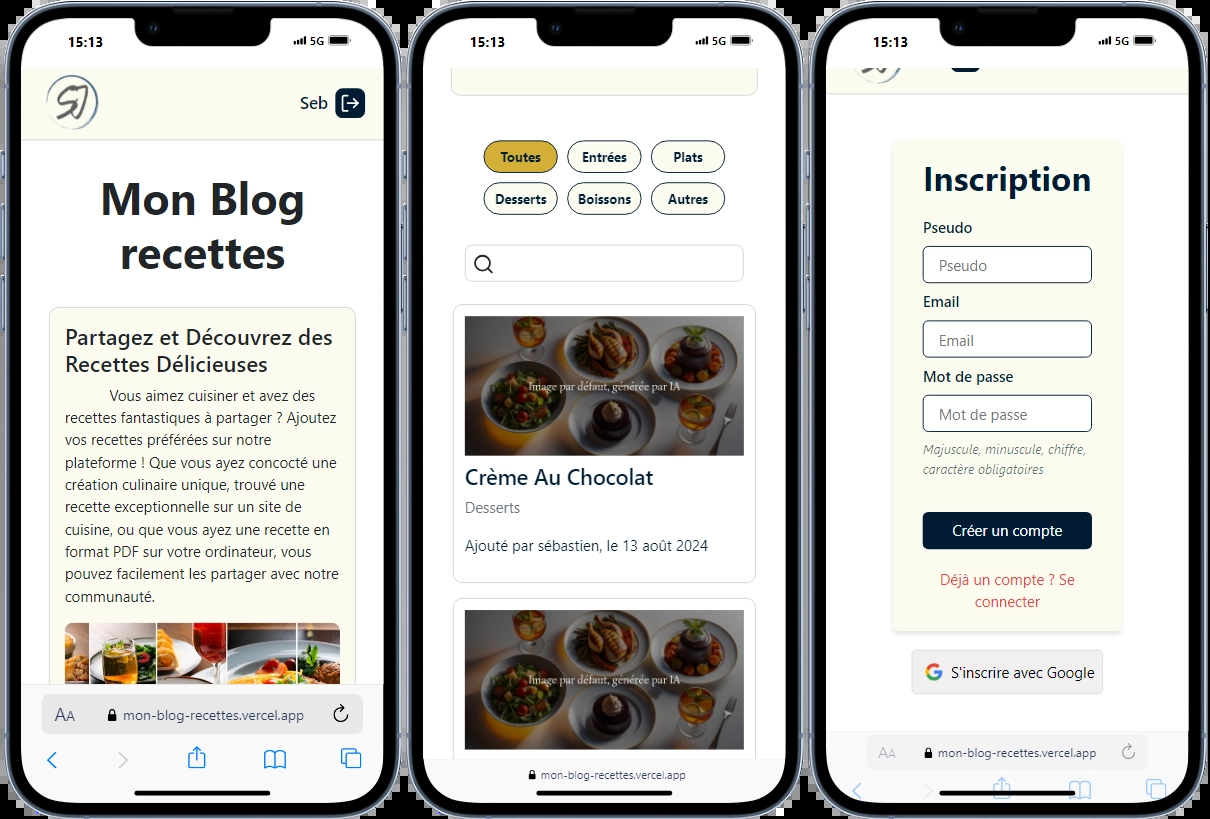 15:13
5G
SJ
Seb
Mon Blog
recettes
Partagez et Découvrez des
Recettes Délicieuses
Vous aimez cuisiner et avez des
recettes fantastiques à partager ? Ajoutez
vos recettes préférées sur notre
plateforme ! Que vous ayez concocté une
création culinaire unique, trouvé une
recette exceptionnelle sur un site de
cuisine, ou que vous ayez une recette en
format PDF sur votre ordinateur, vous
pouvez facilement les partager avec notre
communauté.
AA
mon-blog-recettes.vercel.app
15:13
5G
Toutes
Entrées
Plats
Desserts
Boissons
Autres
Image par défaut, générée par IA
Crème Au Chocolat
Desserts
Ajouté par sébastien, le 13 août 2024
Image par défaut, générée par IA
mon-blog-recettes.vercel.app
15:13
5G
Inscription
Pseudo
Pseudo
Email
Email
Mot de passe
Mot de passe
Majuscule, minuscule, chiffre,
caractère obligatoires
Créer un compte
Déjà un compte ? Se
connecter
S'inscrire avec Google
AA
mon-blog-recettes.vercel.app